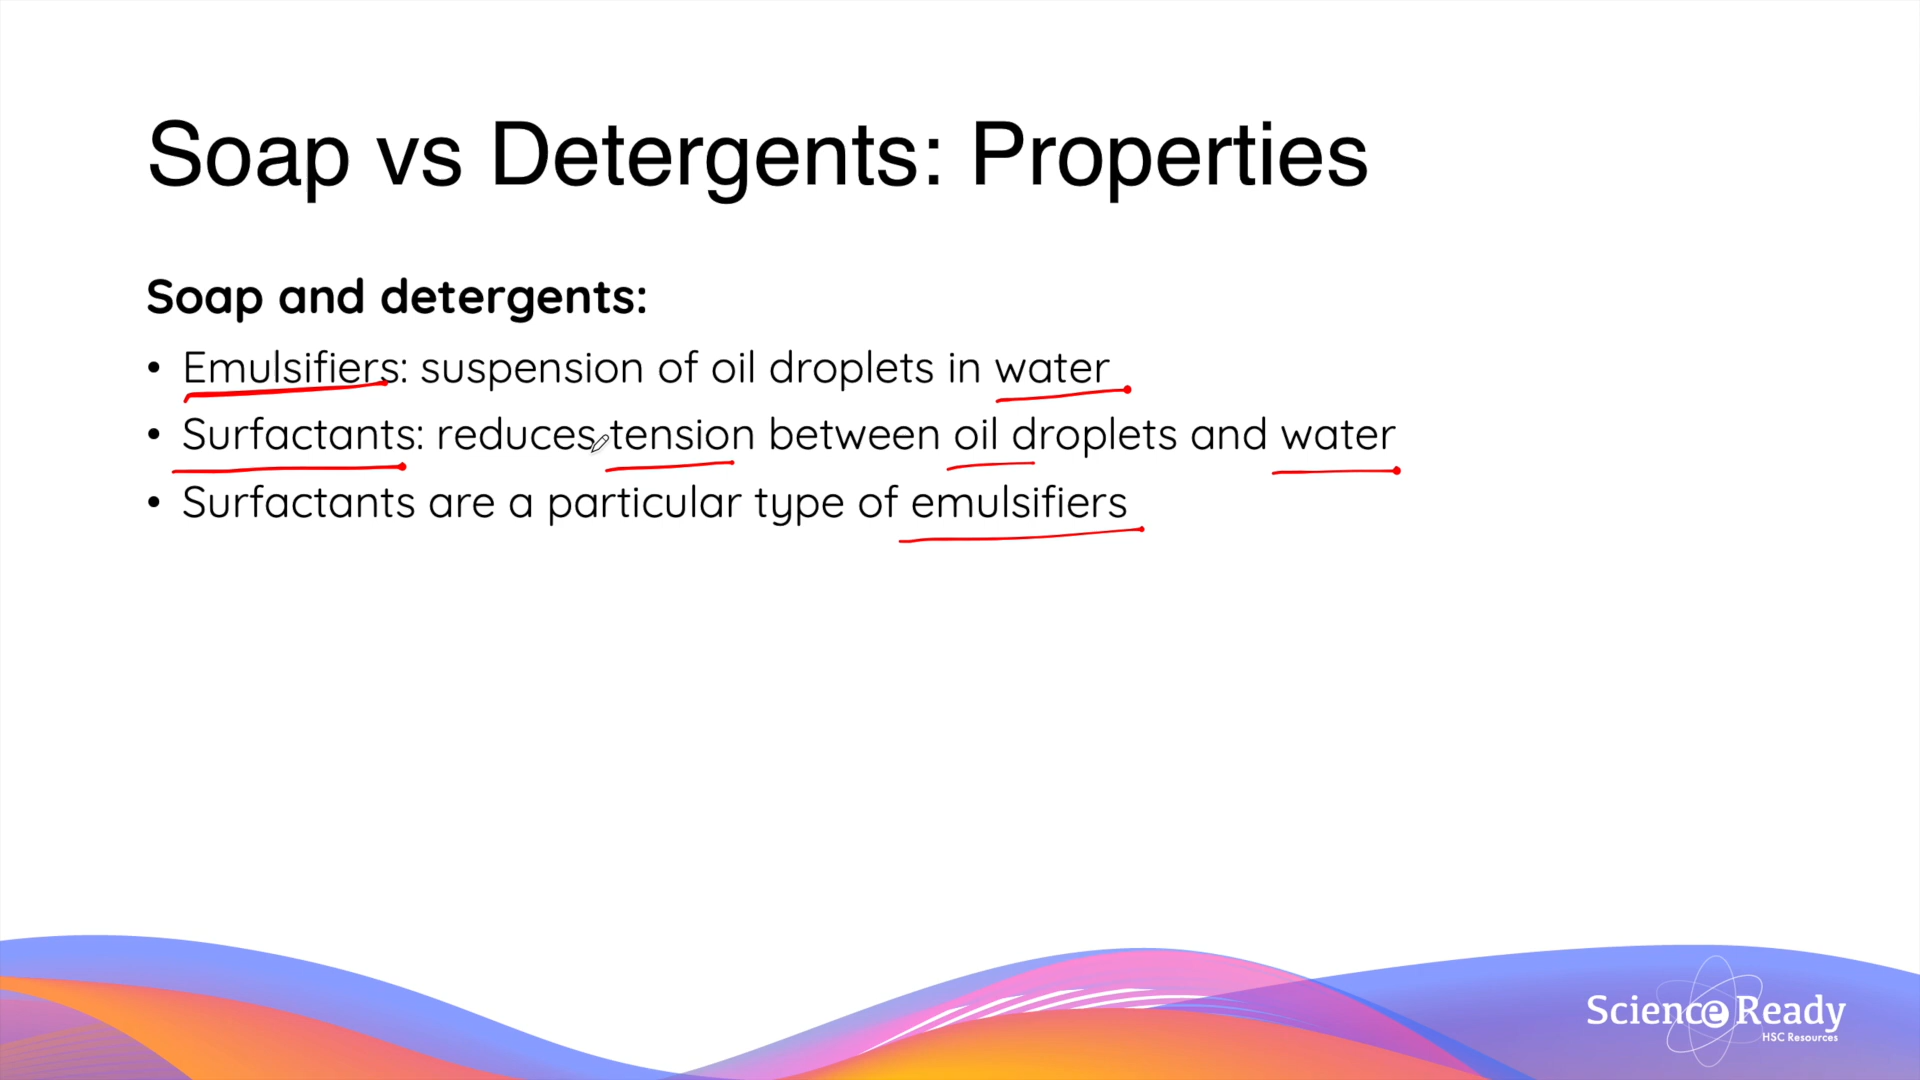 Soap vs Detergents: Properties
Soap and detergents:
• Emulsifiers: suspension of oil droplets in water
• Surfactants: reduces tension between oil droplets and water
• Surfactants are a particular type of emulsifiers
Science Ready
HSC Resources